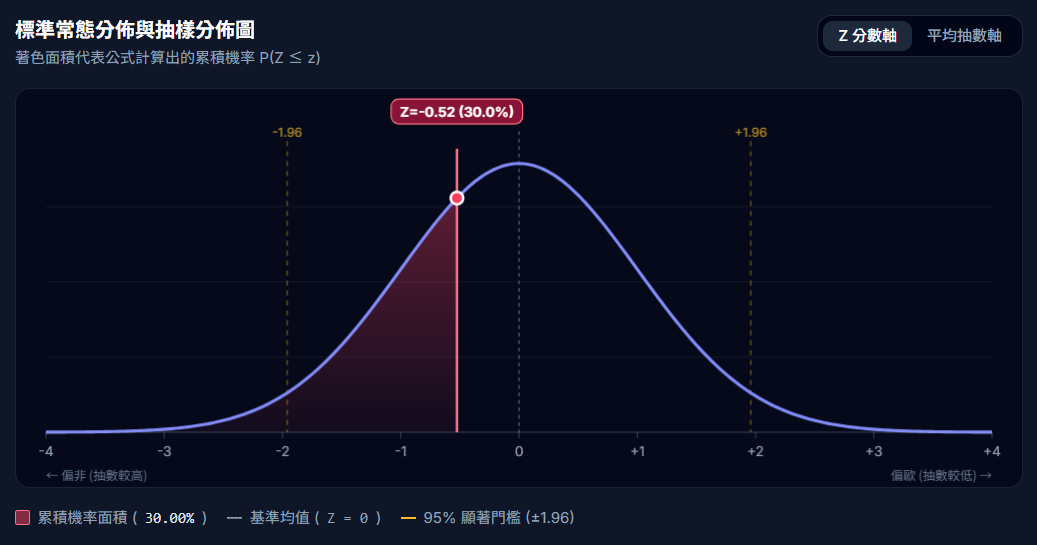 標準常態分佈與抽樣分佈圖
著色面積代表公式計算出的累積機率 P(Z ≤ z)
Z 分數軸
平均抽數軸
Z=-0.52 (30.0%)
-1.96
+1.96
-4 -3 -2 -1 0 +1 +2 +3 +4
← 偏非 (抽數較高)
偏歐 (抽數較低) →
累積機率面積 ( 30.00% )
基準均值 ( Z = 0 )
95% 顯著門檻 (±1.96)